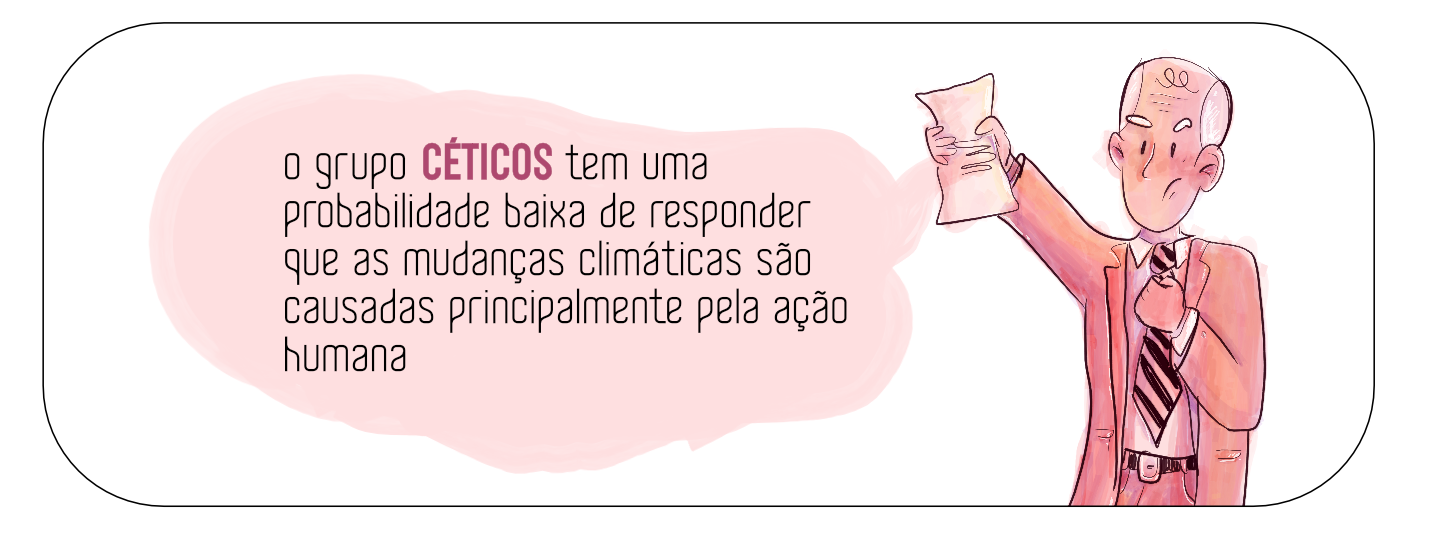 o grupo CÉTICOS tem uma
probabilidade baixa de responder
que as mudanças climáticas são
causadas principalmente pela ação
humana